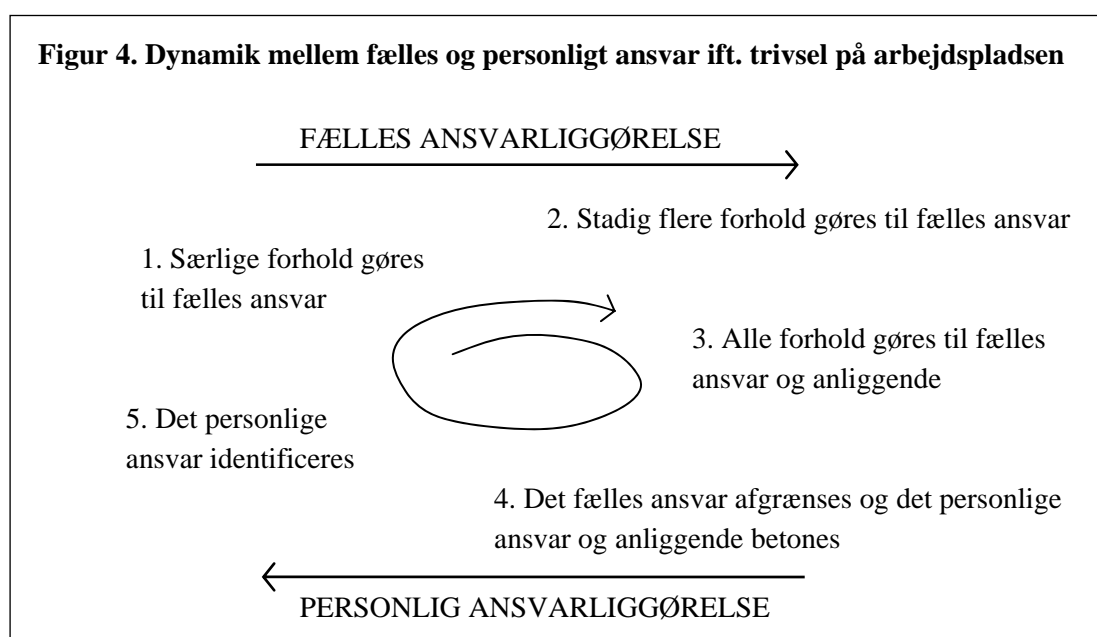 Figur 4. Dynamik mellem fælles og personligt ansvar ift. trivsel på arbejdspladsen
FÆLLES ANSVARLIGGØRELSE
2. Stadig flere forhold gøres til fælles ansvar
1. Særlige forhold gøres
til fælles ansvar
3. Alle forhold gøres til fælles
ansvar og anliggende
5. Det personlige
ansvar identificeres
4. Det fælles ansvar afgrænses og det personlige
ansvar og anliggende betones
PERSONLIG ANSVARLIGGØRELSE